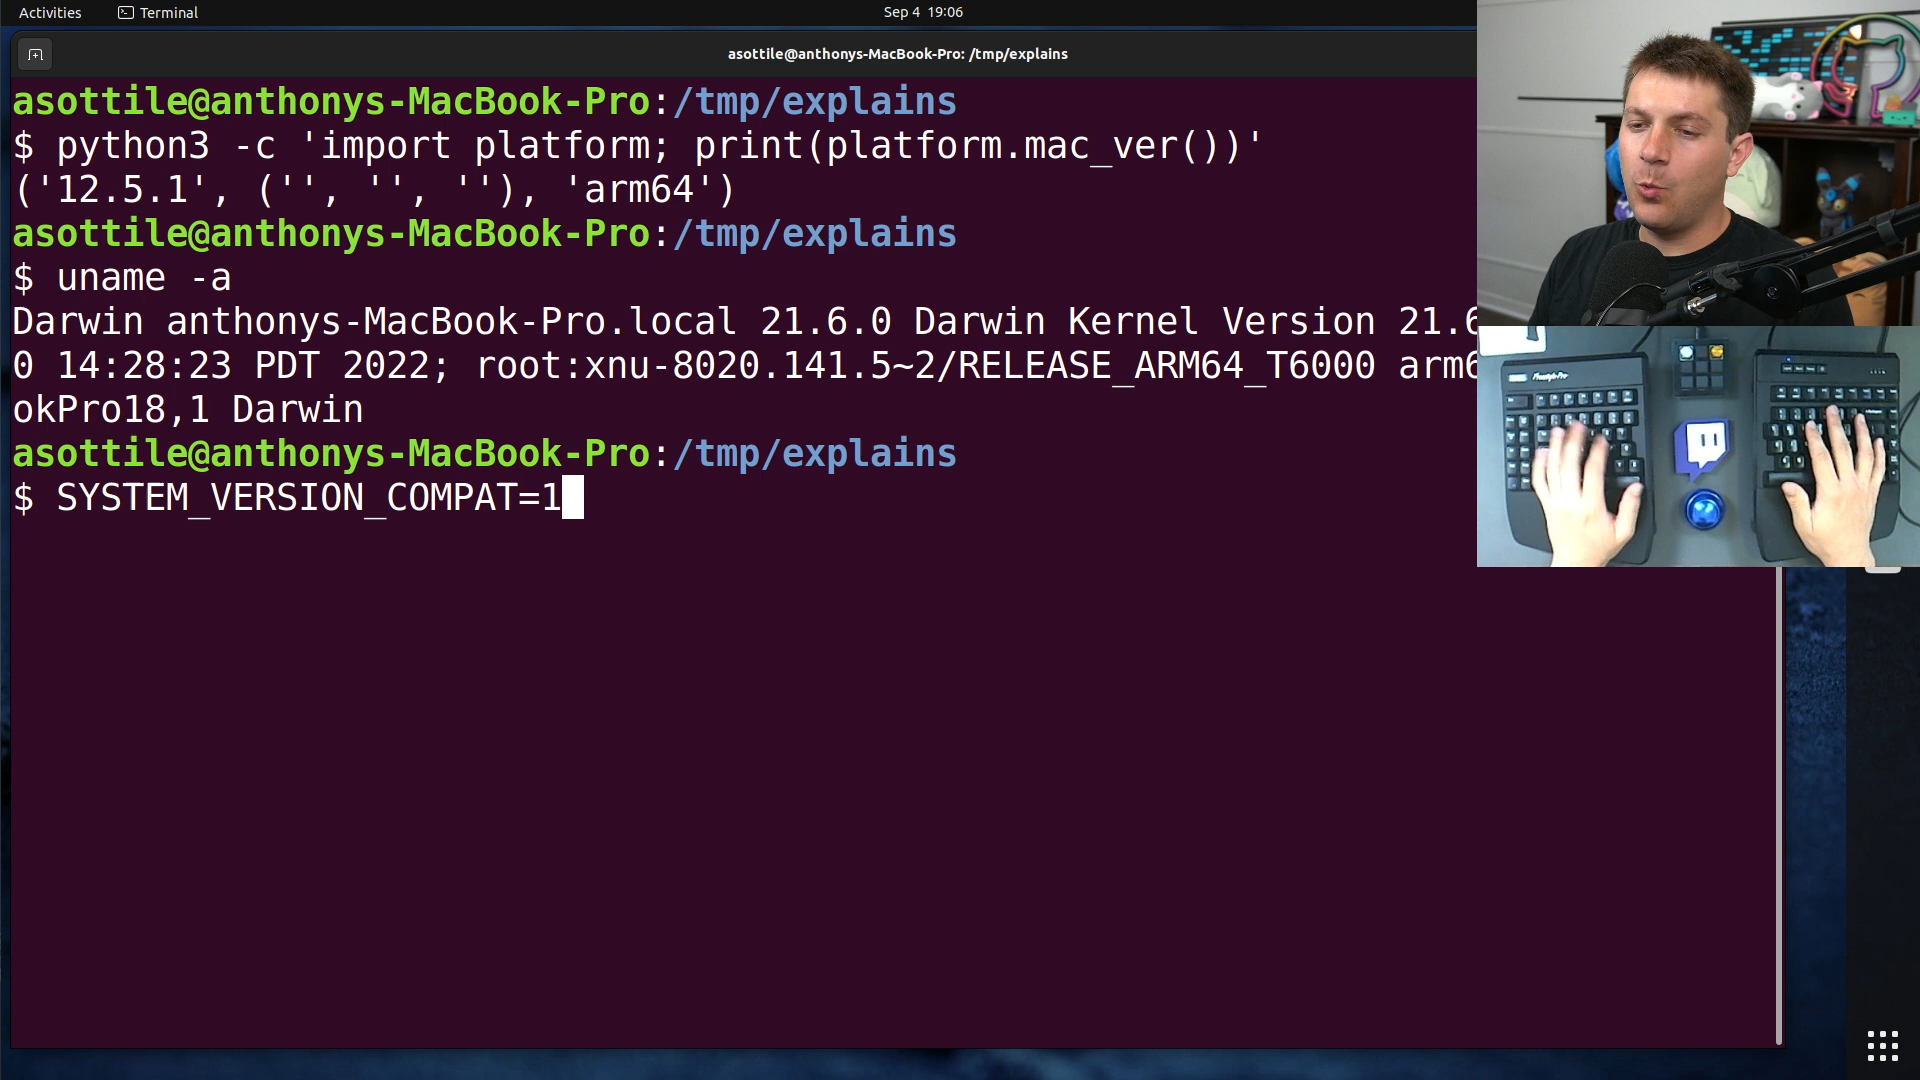 Activities
Terminal
Sep 4 19:06
asottile@anthonys-MacBook-Pro: /tmp/explains
asottile@anthonys-MacBook-Pro:/tmp/explains
$ python3 -c 'import platform; print(platform.mac_ver())'
('12.5.1', ('', '', ''), 'arm64')
asottile@anthonys-MacBook-Pro:/tmp/explains
$ uname -a
Darwin anthonys-MacBook-Pro.local 21.6.0 Darwin Kernel Version 21.6
0 14:28:23 PDT 2022; root:xnu-8020.141.5~2/RELEASE_ARM64_T6000 arm6
okPro18,1 Darwin
asottile@anthonys-MacBook-Pro:/tmp/explains
$ SYSTEM_VERSION_COMPAT=1
Freestyle Pro